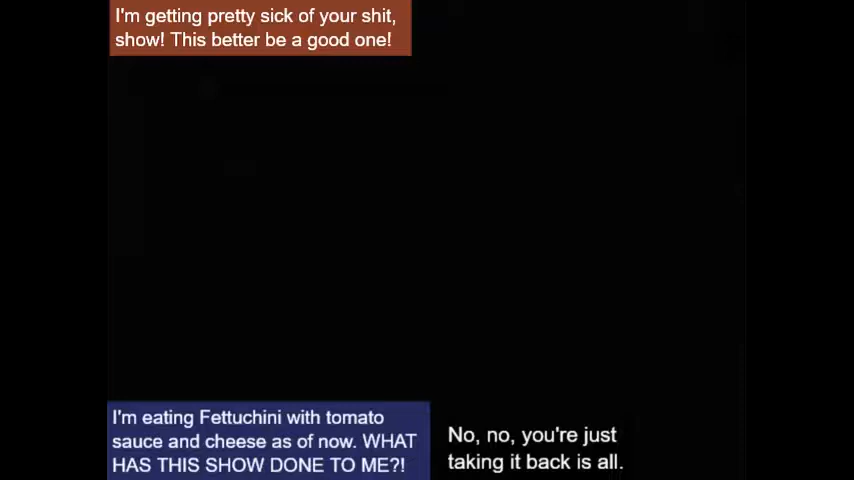 I'm getting pretty sick of your shit,
show! This better be a good one!
I'm eating Fettuchini with tomato
sauce and cheese as of now. WHAT
HAS THIS SHOW DONE TO ME?!
No, no, you're just
taking it back is all.